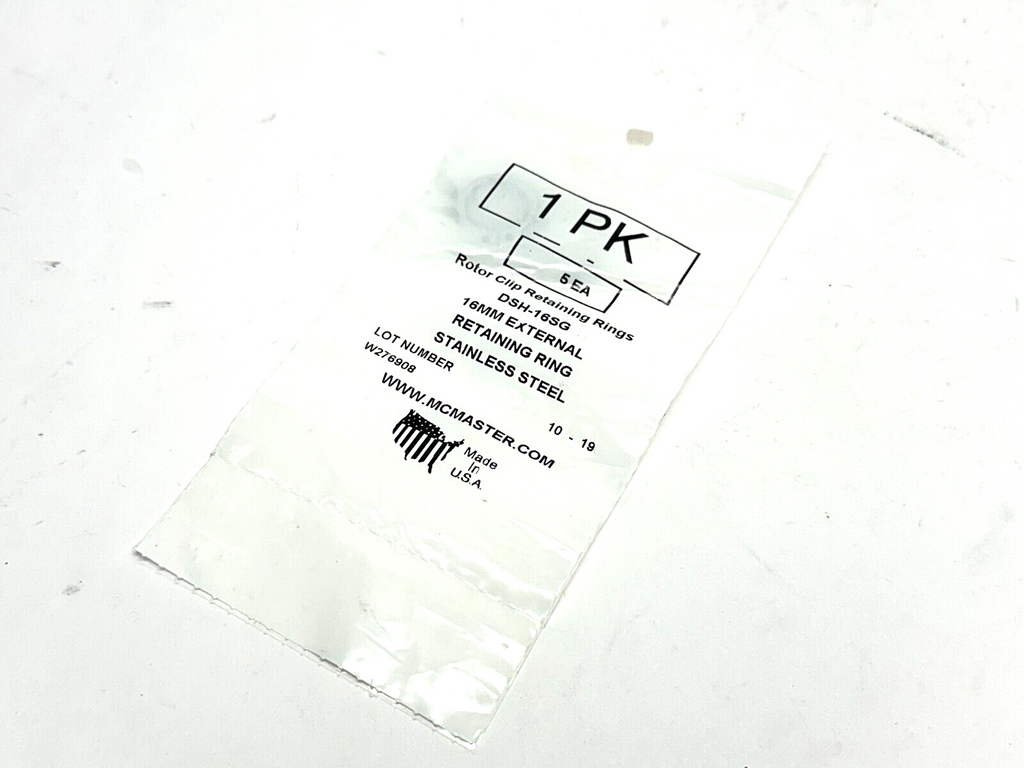 1 PK
5 EA
Rotor Clip Retaining Rings
DSH-16SG
16MM EXTERNAL
RETAINING RING
STAINLESS STEEL
LOT NUMBER
W276908
10 - 19
WWW.MCMASTER.COM
Made
In
U.S.A.